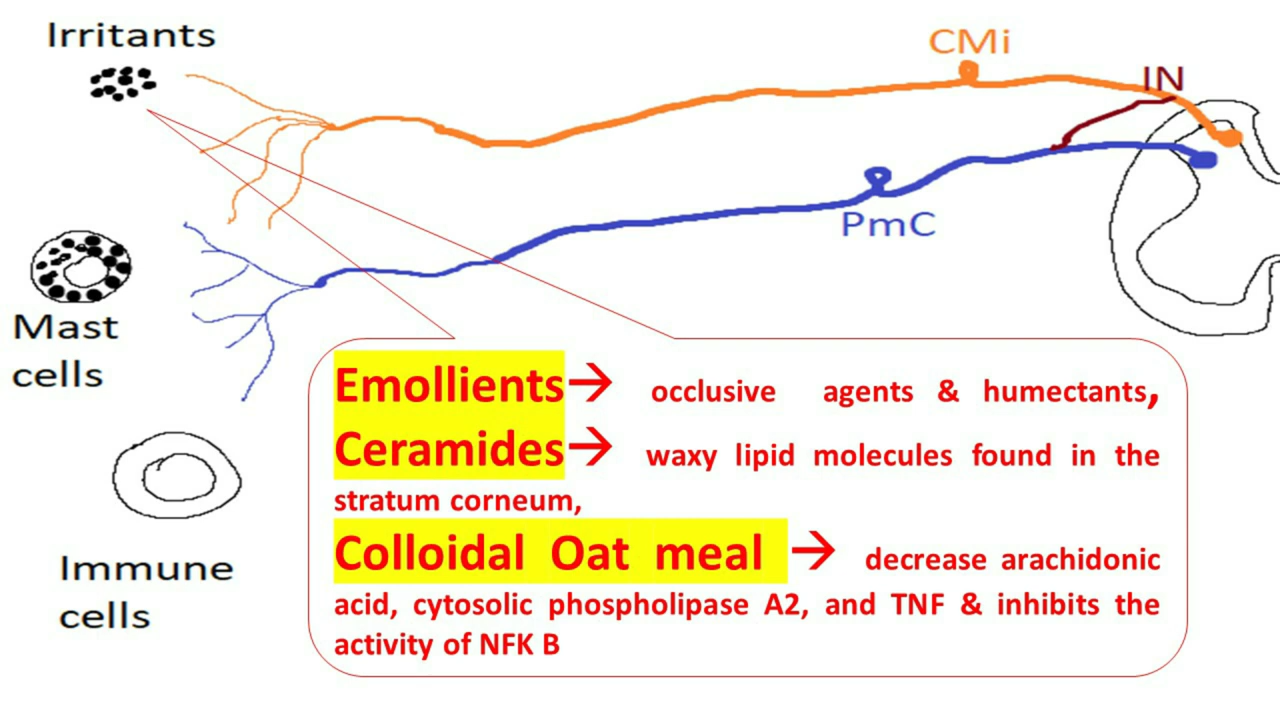 Irritants
CMi
IN
PmC
Mast
cells
Immune
cells
Emollients→ occlusive agents & humectants,
Ceramides→ waxy lipid molecules found in the
stratum corneum,
Colloidal Oat meal → decrease arachidonic
acid, cytosolic phospholipase A2, and TNF & inhibits the
activity of NFK B